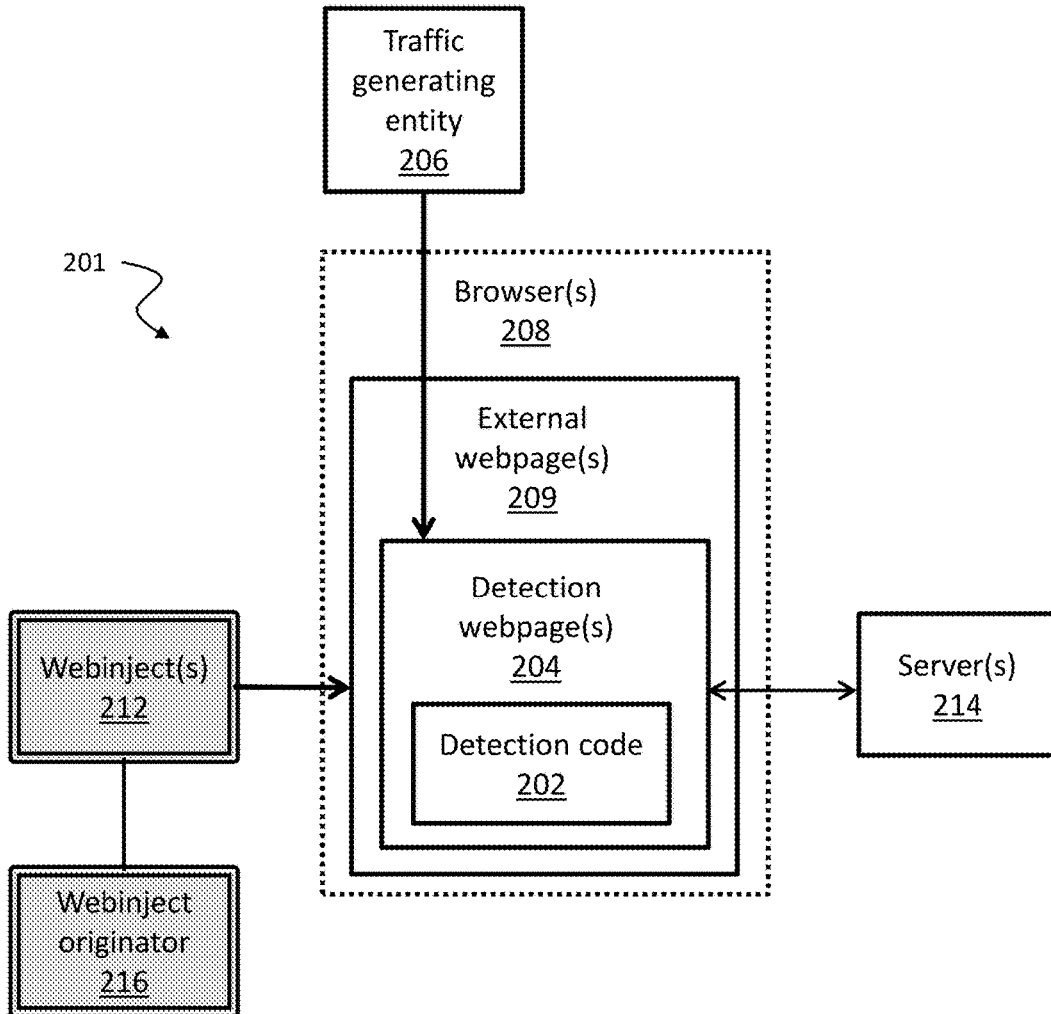 Traffic
generating
entity
206
201
Browser(s)
208
External
webpage(s)
209
Detection
webpage(s)
204
Detection code
202
Webinject(s)
212
Server(s)
214
Webinject
originator
216